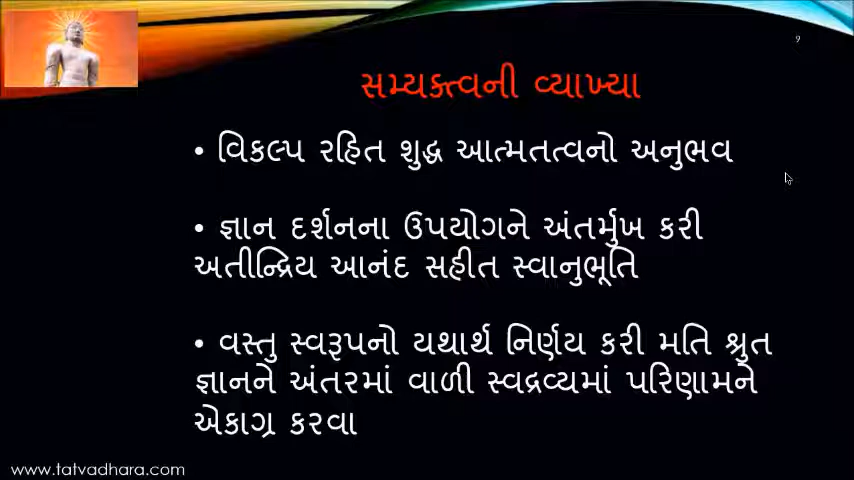 9
સમ્યક્ત્વની વ્યાખ્યા
• વિકલ્પ રહિત શુદ્ધ આત્મતત્વનો અનુભવ
• જ્ઞાન દર્શનના ઉપયોગને અંતર્મુખ કરી
અતીન્દ્રિય આનંદ સહીત સ્વાનુભૂતિ
• વસ્તુ સ્વરૂપનો યથાર્થ નિર્ણય કરી મતિ શ્રુત
જ્ઞાનને અંતરમાં વાળી સ્વદ્રવ્યમાં પરિણામને
એકાગ્ર કરવા
www.tatvadhara.com